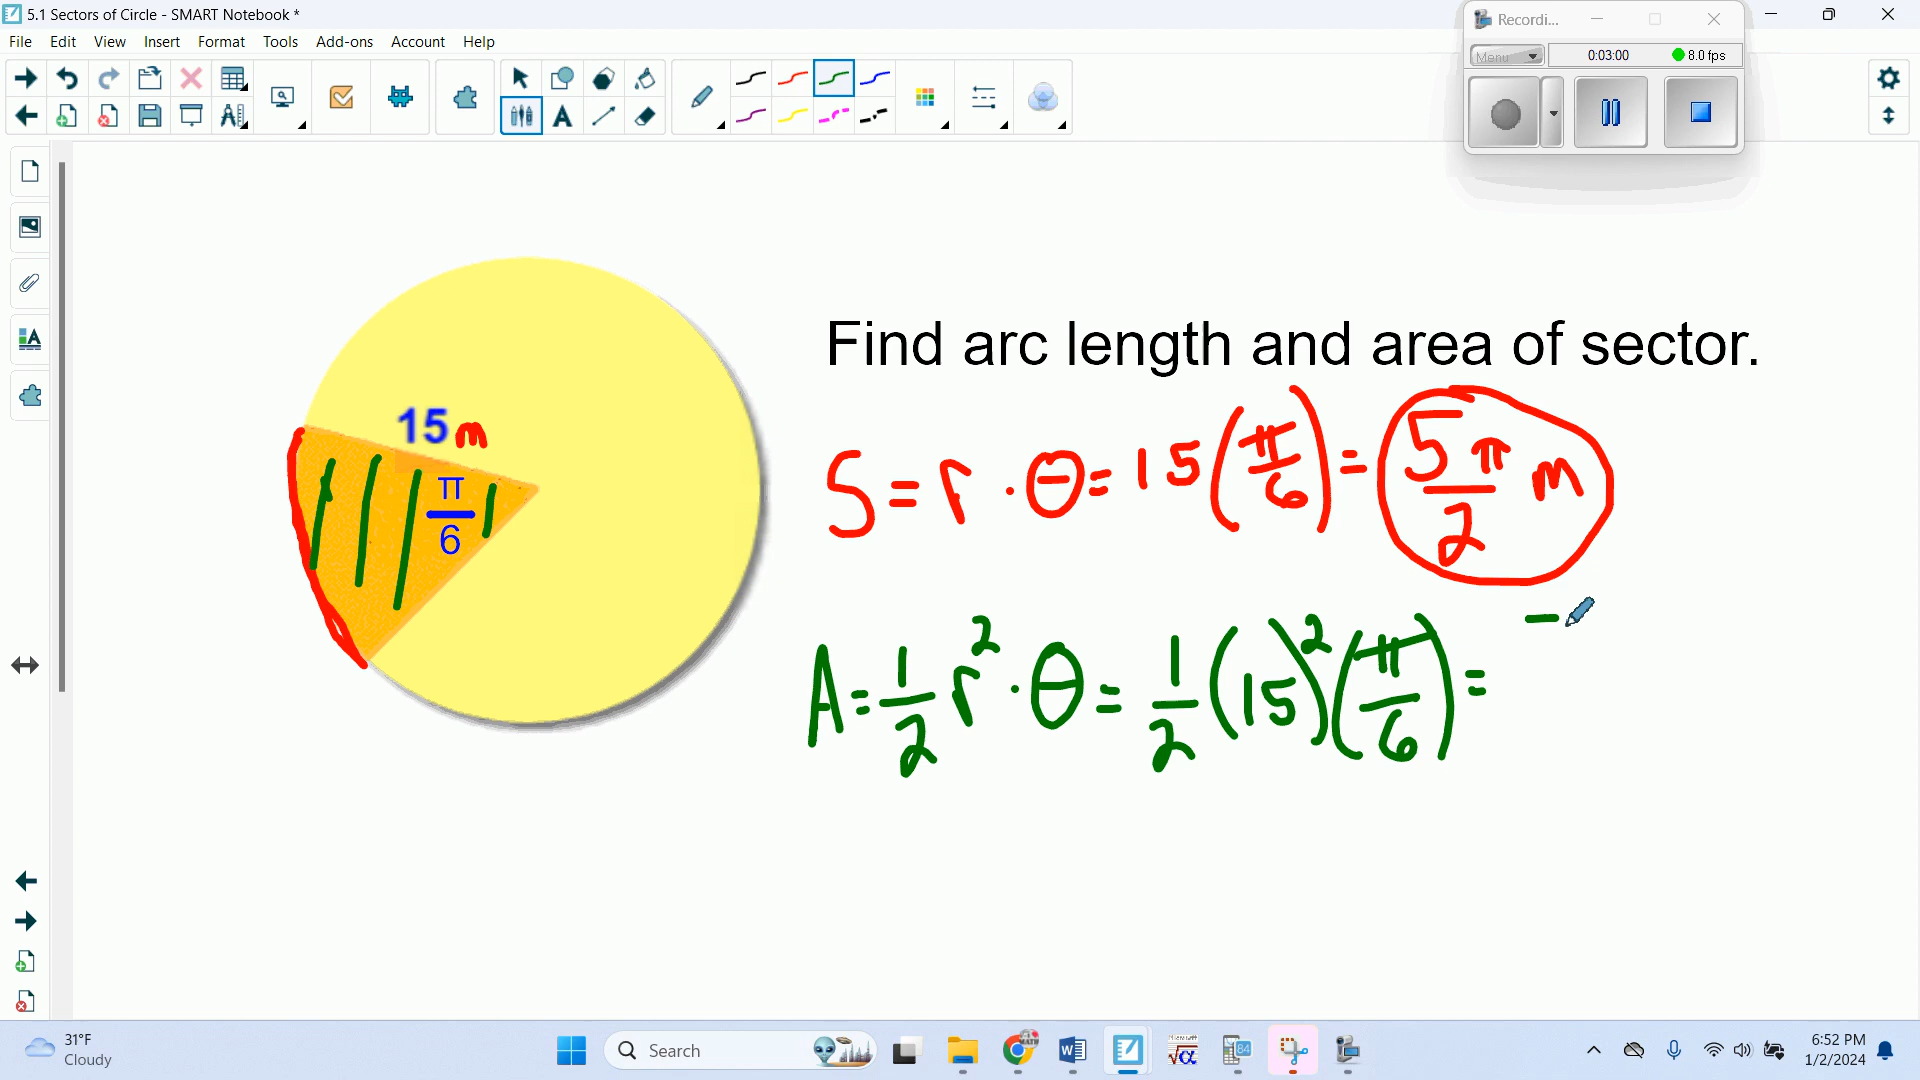 5.1 Sectors of Circle - SMART Notebook *
File Edit View Insert Format Tools Add-ons Account Help
Recordi...
Menu 0:03:00 8.0 fps
Find arc length and area of sector.
15 m
π/6
S = r · θ = 15 (π/6) = 5π/2 m
A = 1/2 r² · θ = 1/2 (15)² (π/6) =
31°F
Cloudy
Search
MATH
84
√α
6:52 PM
1/2/2024